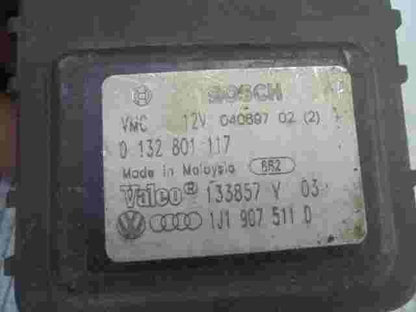 BOSCH
VMC 12V 040897 02 (2)
0 132 801 117
Made in Malaysia 662
Valeo® 133857 Y 03
1J1 907 511 D